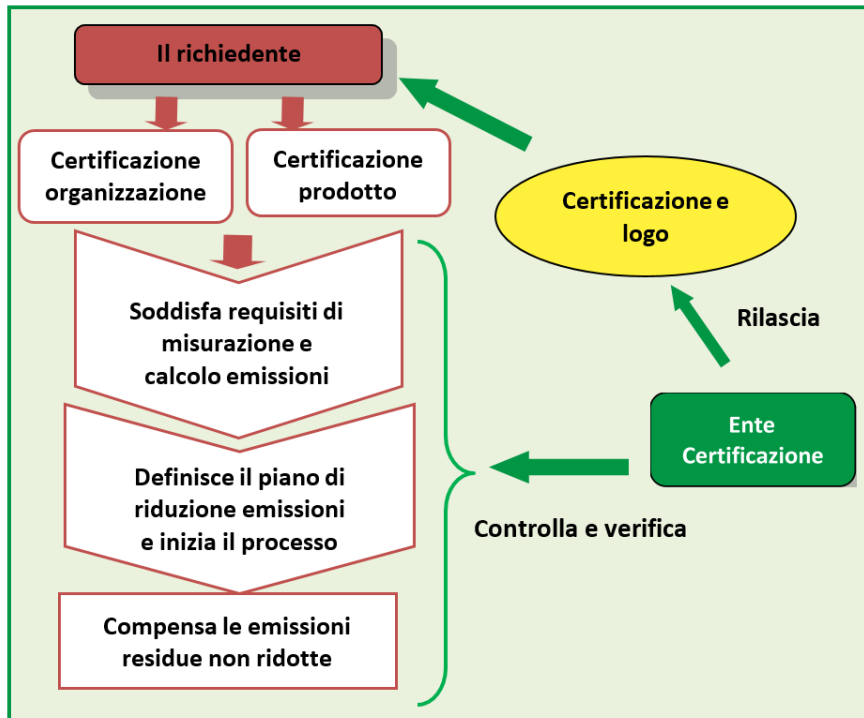 Il richiedente
Certificazione
organizzazione
Certificazione
prodotto
Certificazione e
logo
Soddisfa requisiti di
misurazione e
calcolo emissioni
Rilascia
Ente
Certificazione
Definisce il piano di
riduzione emissioni
e inizia il processo
Controlla e verifica
Compensa le emissioni
residue non ridotte